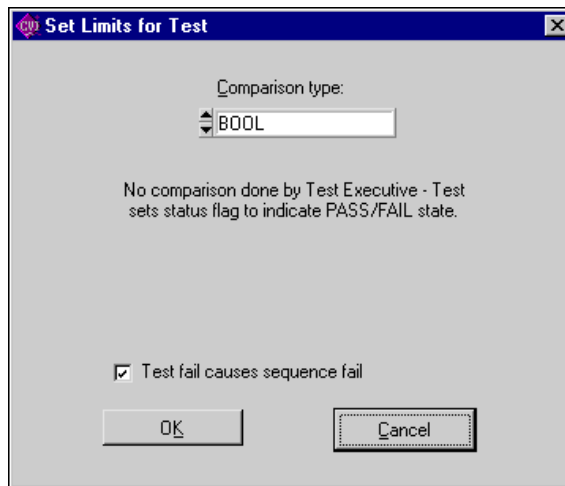 CVI Set Limits for Test
Comparison type:
BOOL
No comparison done by Test Executive - Test
sets status flag to indicate PASS/FAIL state.
Test fail causes sequence fail
OK
Cancel